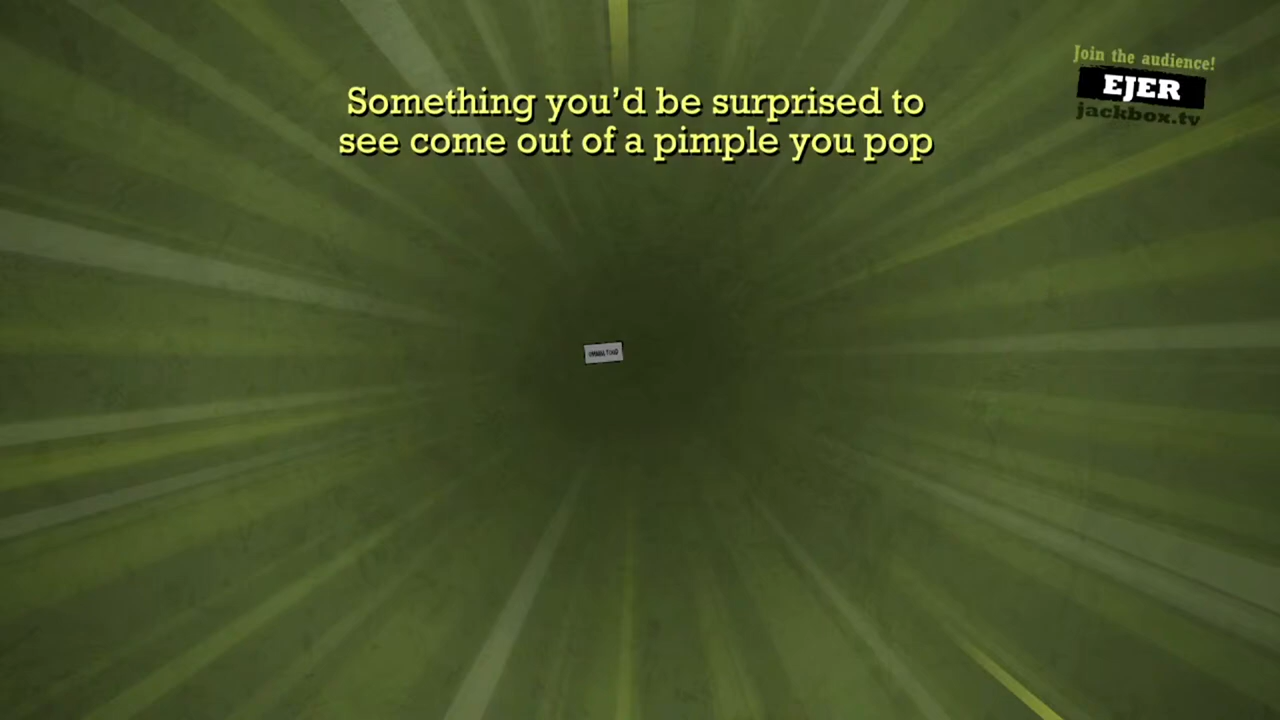 Join the audience!
EJER
jackbox.tv
Something you'd be surprised to
see come out of a pimple you pop